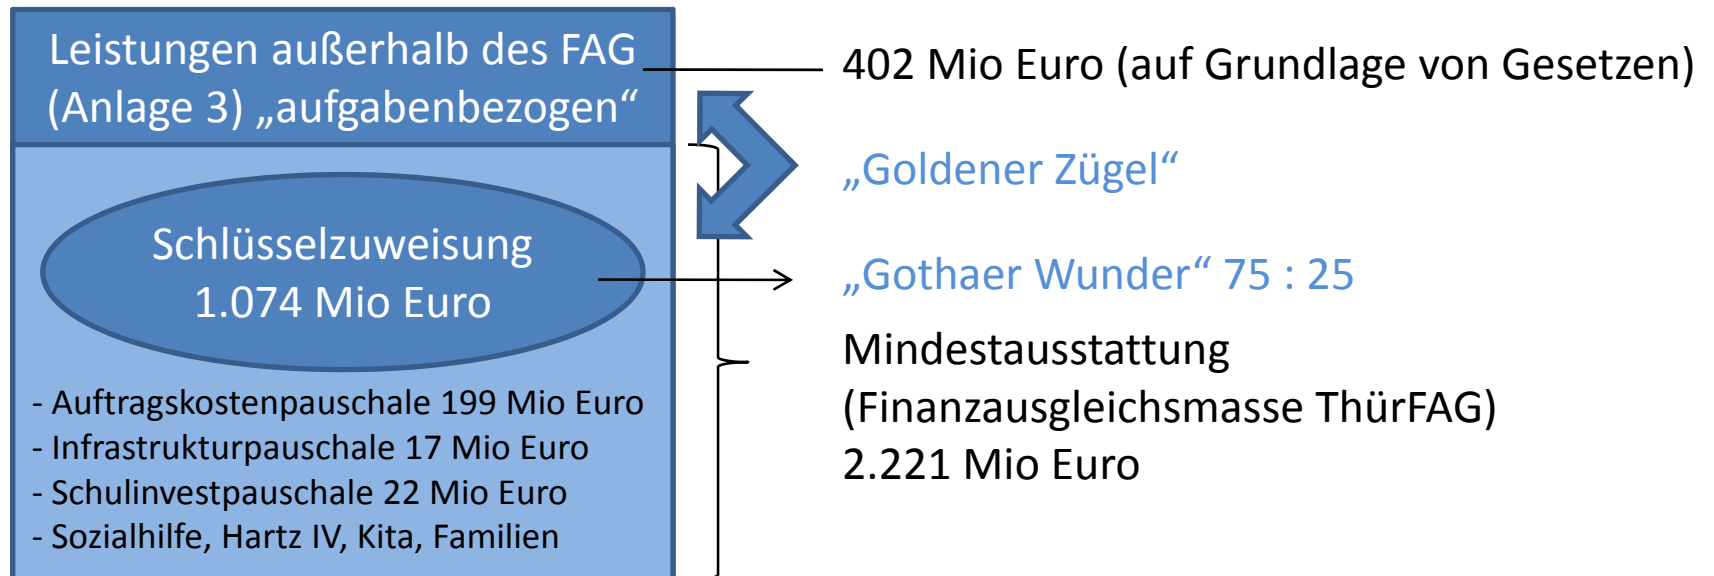 Leistungen außerhalb des FAG
(Anlage 3) „aufgabenbezogen“
402 Mio Euro (auf Grundlage von Gesetzen)
„Goldener Zügel“
Schlüsselzuweisung
1.074 Mio Euro
„Gothaer Wunder“ 75 : 25
Mindestausstattung
(Finanzausgleichsmasse ThürFAG)
2.221 Mio Euro
- Auftragskostenpauschale 199 Mio Euro
- Infrastrukturpauschale 17 Mio Euro
- Schulinvestpauschale 22 Mio Euro
- Sozialhilfe, Hartz IV, Kita, Familien